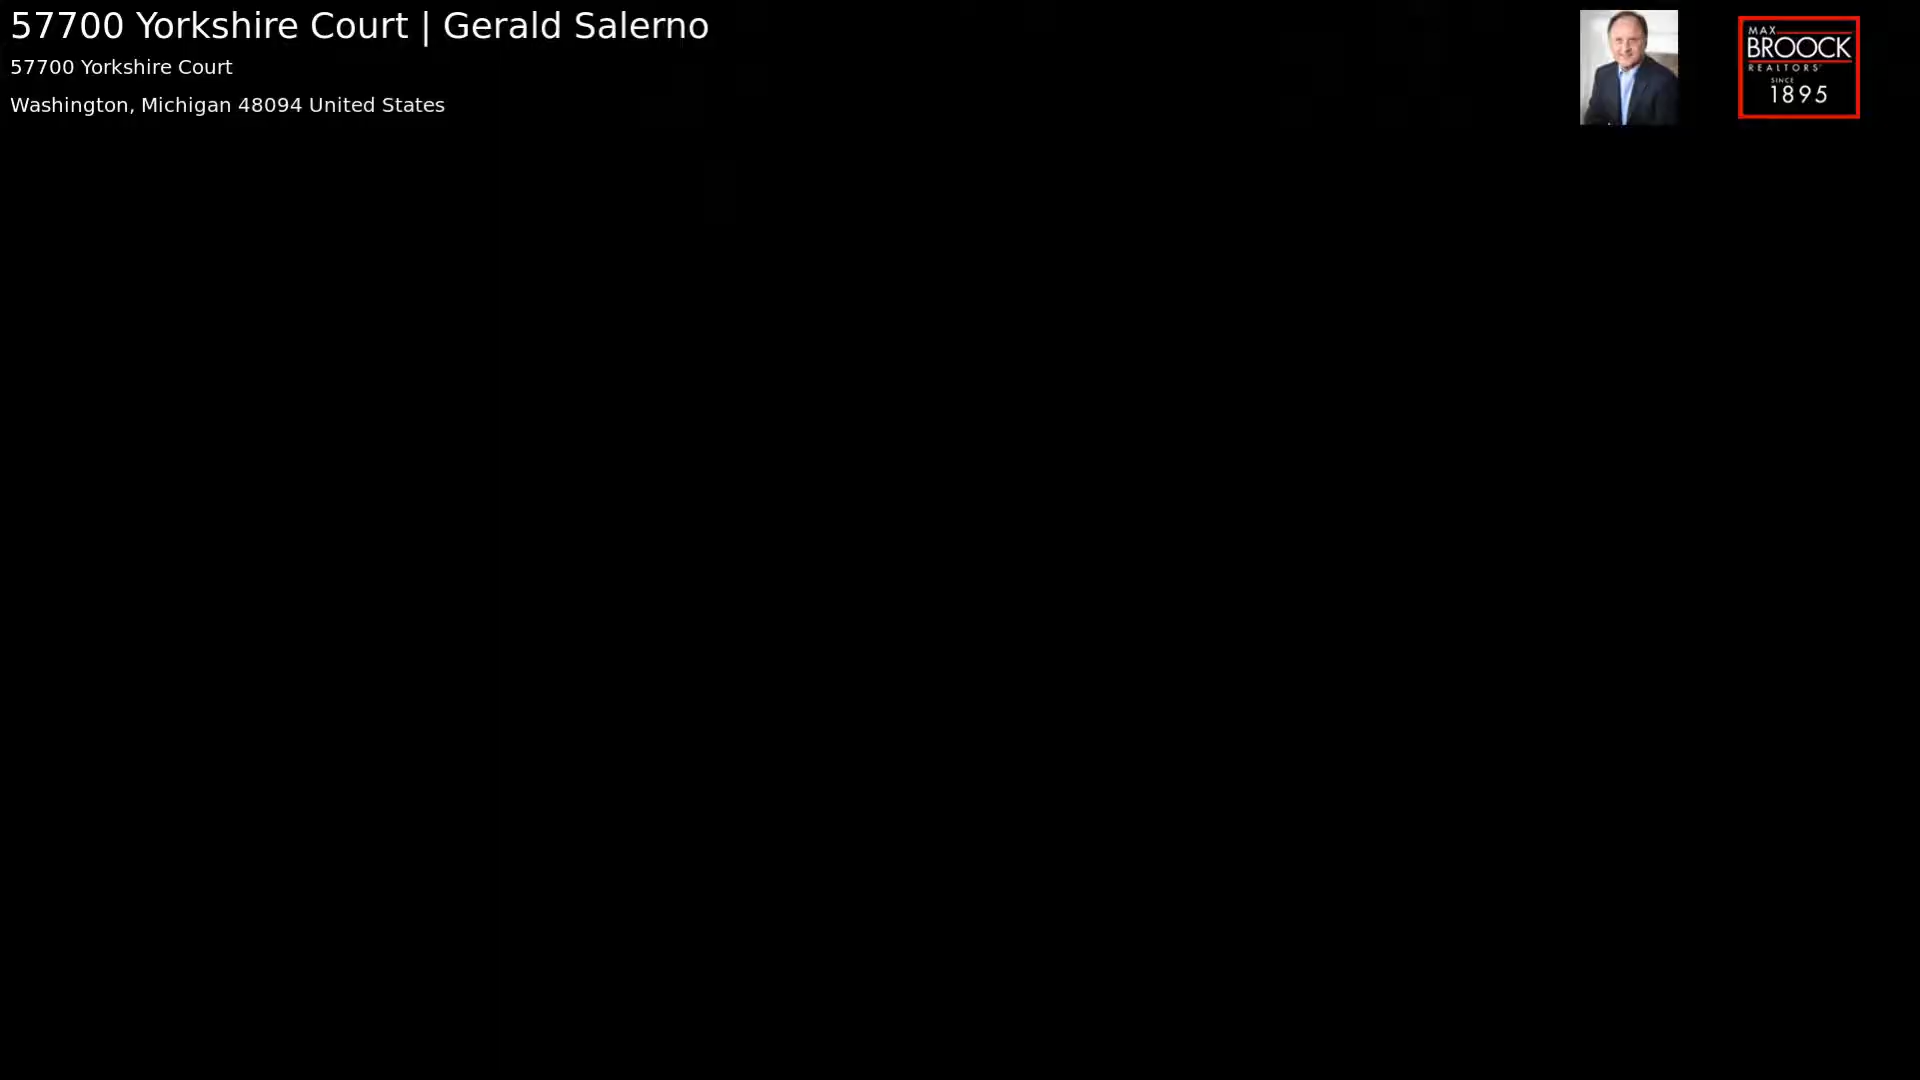 57700 Yorkshire Court | Gerald Salerno
57700 Yorkshire Court
Washington, Michigan 48094 United States
MAX
BROOCK
REALTORS
SINCE
1895